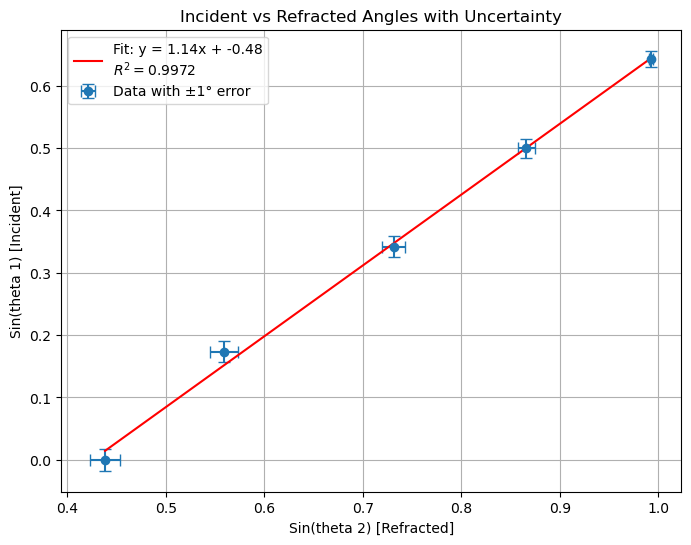 Incident vs Refracted Angles with Uncertainty
Fit: y = 1.14x + -0.48
R² = 0.9972
Data with ±1° error
Sin(theta 1) [Incident]
0.6
0.5
0.4
0.3
0.2
0.1
0.0
0.4 0.5 0.6 0.7 0.8 0.9 1.0
Sin(theta 2) [Refracted]